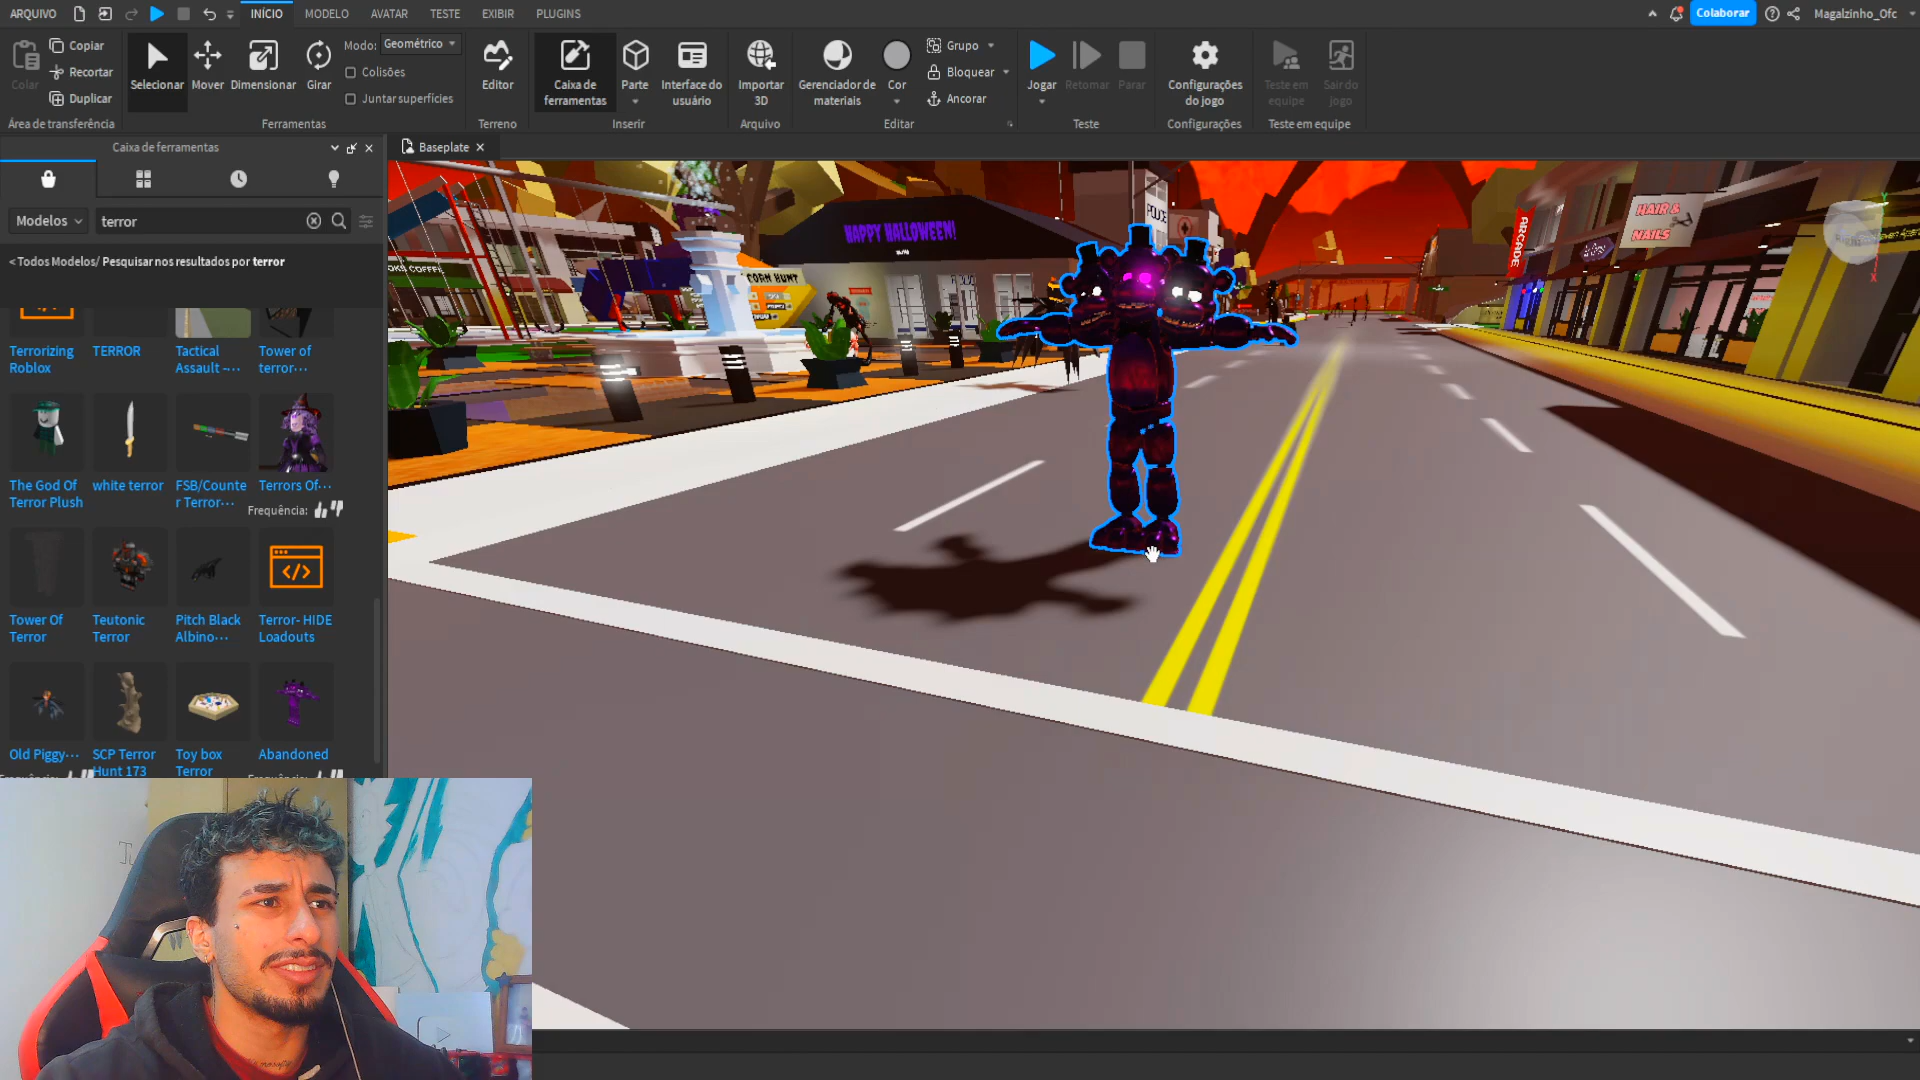 ARQUIVO
INÍCIO MODELO AVATAR TESTE EXIBIR PLUGINS
Colaborar
Magalzinho_Ofc
Colar
Copiar
Recortar
Duplicar
Área de transferência
Selecionar
Mover
Dimensionar
Girar
Modo: Geométrico
Colisões
Juntar superfícies
Ferramentas
Editor
Terreno
Caixa de
ferramentas
Parte
Interface do
usuário
Inserir
Importar
3D
Arquivo
Gerenciador de
materiais
Cor
Grupo
Bloquear
Ancorar
Editar
Jogar
Retomar
Parar
Teste
Configurações
do jogo
Configurações
Teste em
equipe
Sair do
jogo
Teste em equipe
Caixa de ferramentas
Baseplate
Modelos
terror
< Todos Modelos/ Pesquisar nos resultados por terror
Terrorizing
Roblox
TERROR
Tactical
Assault -...
Tower of
terror...
The God Of
Terror Plush
white terror
FSB/Counte
r Terror...
Terrors Of...
Frequência:
Tower Of
Terror
Teutonic
Terror
Pitch Black
Albino...
Terror- HIDE
Loadouts
Old Piggy...
SCP Terror
Hunt 173
Toy box
Terror
Abandoned
HAPPY HALLOWEEN!
POLICE
CORN HUNT
ARCADE
HAIR &
NAILS